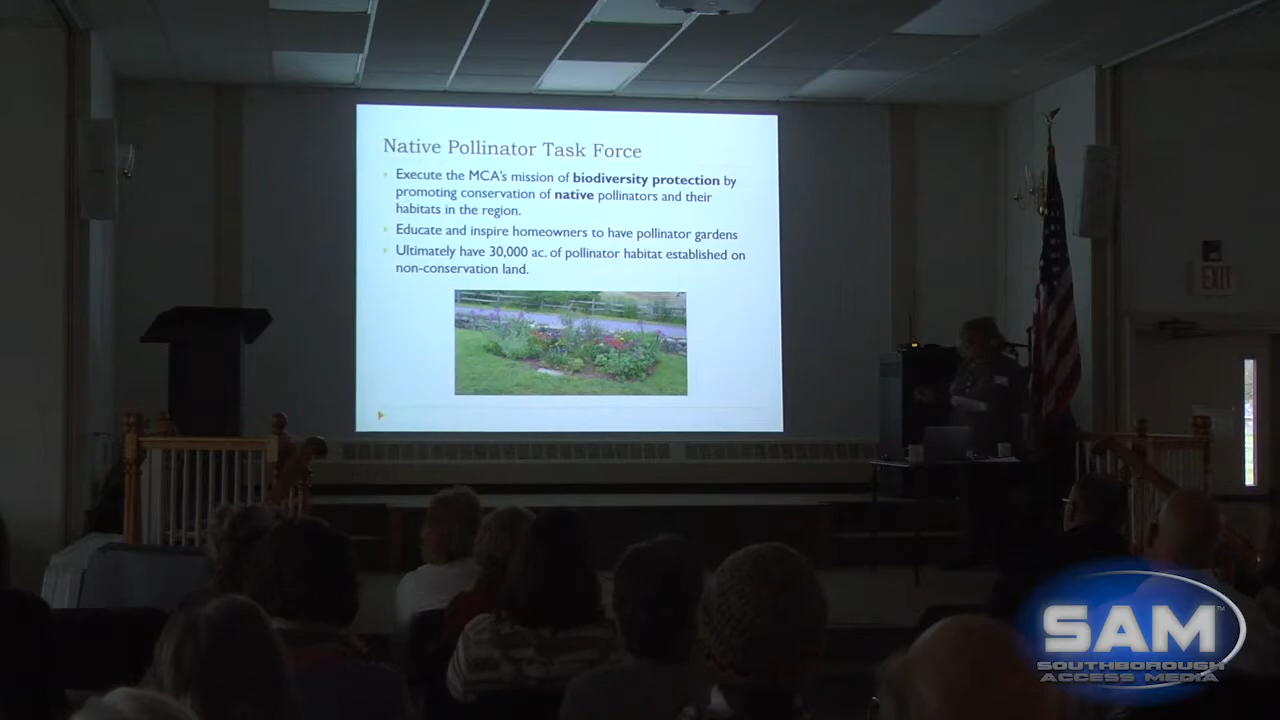 Native Pollinator Task Force
Execute the MCA's mission of biodiversity protection by
promoting conservation of native pollinators and their
habitats in the region.
Educate and inspire homeowners to have pollinator gardens
Ultimately have 30,000 ac. of pollinator habitat established on
non-conservation land.
EXIT
SAM™
SOUTHBOROUGH
ACCESS MEDIA